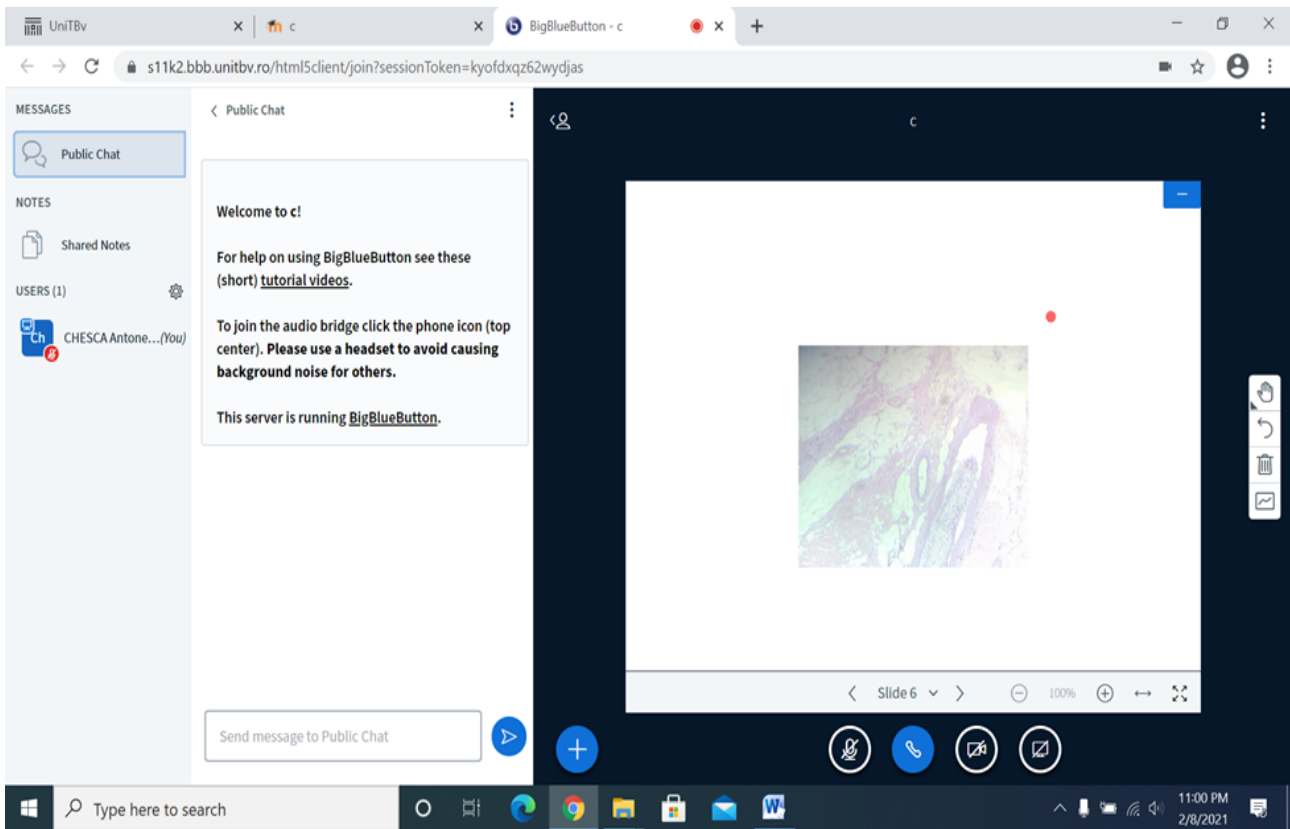 UniTBv
c
BigBlueButton - c
s11k2.bbb.unitbv.ro/html5client/join?sessionToken=kyofdxqz62wydjas
MESSAGES
Public Chat
NOTES
Shared Notes
USERS (1)
Ch
CHESCA Antone...(You)
Public Chat
Welcome to c!
For help on using BigBlueButton see these
(short) tutorial videos.
To join the audio bridge click the phone icon (top
center). Please use a headset to avoid causing
background noise for others.
This server is running BigBlueButton.
Send message to Public Chat
c
Slide 6
100%
Type here to search
11:00 PM
2/8/2021